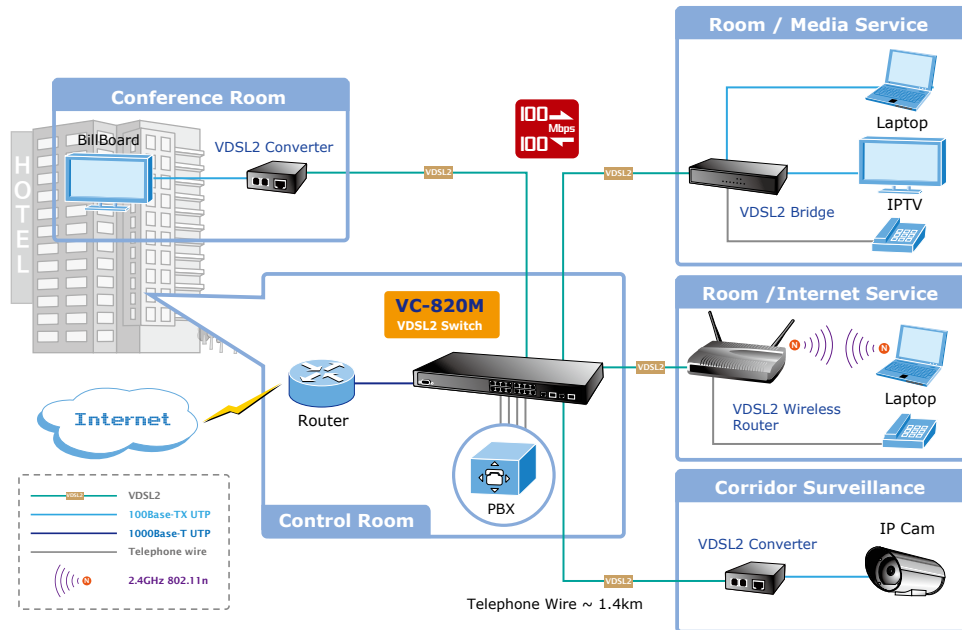 Room / Media Service
Laptop
IPTV
VDSL2 Bridge
Conference Room
BillBoard
VDSL2 Converter
HOTEL
VDSL2
100
Mbps
100
VDSL2
VC-820M
VDSL2 Switch
Router
Internet
PBX
Control Room
Room /Internet Service
VDSL2
N
N
Laptop
VDSL2 Wireless
Router
Corridor Surveillance
VDSL2 Converter
IP Cam
VDSL2
Telephone Wire ~ 1.4km
VDSL2
VDSL2
100Base-TX UTP
1000Base-T UTP
Telephone wire
N
2.4GHz 802.11n